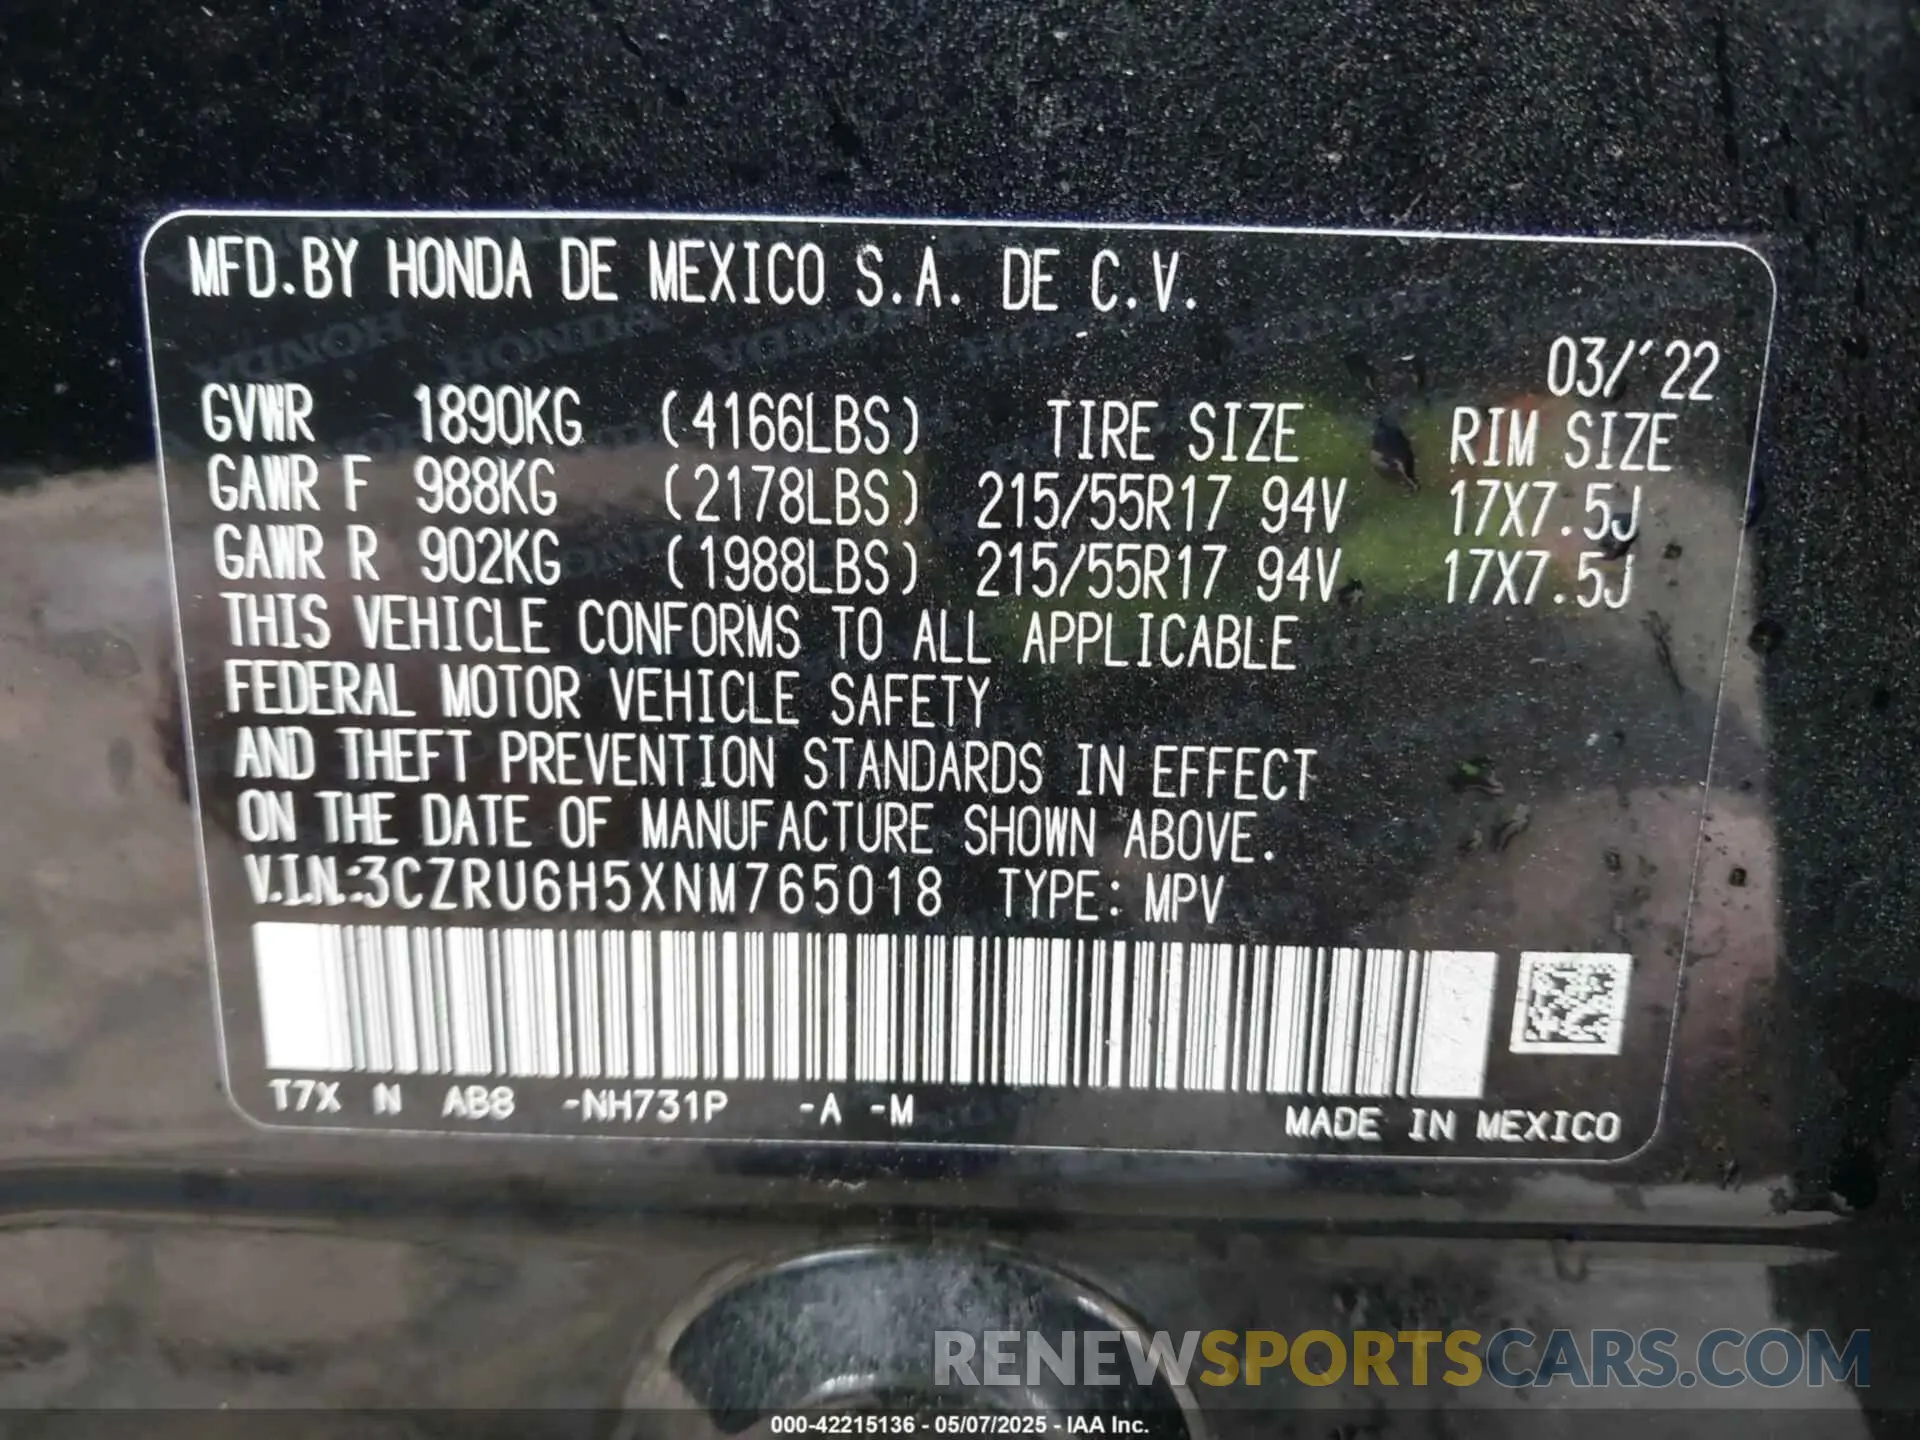 MFD.BY HONDA DE MEXICO S.A. DE C.V.
03/'22
GVWR 1890KG (4166LBS) TIRE SIZE RIM SIZE
GAWR F 988KG (2178LBS) 215/55R17 94V 17X7.5J
GAWR R 902KG (1988LBS) 215/55R17 94V 17X7.5J
THIS VEHICLE CONFORMS TO ALL APPLICABLE
FEDERAL MOTOR VEHICLE SAFETY
AND THEFT PREVENTION STANDARDS IN EFFECT
ON THE DATE OF MANUFACTURE SHOWN ABOVE.
V.I.N.:3CZRU6H5XNM765018 TYPE: MPV
T7X N AB8 -NH731P -A -M
MADE IN MEXICO
RENEWSPORTSCARS.COM
000-42215136 - 05/07/2025 - IAA Inc.